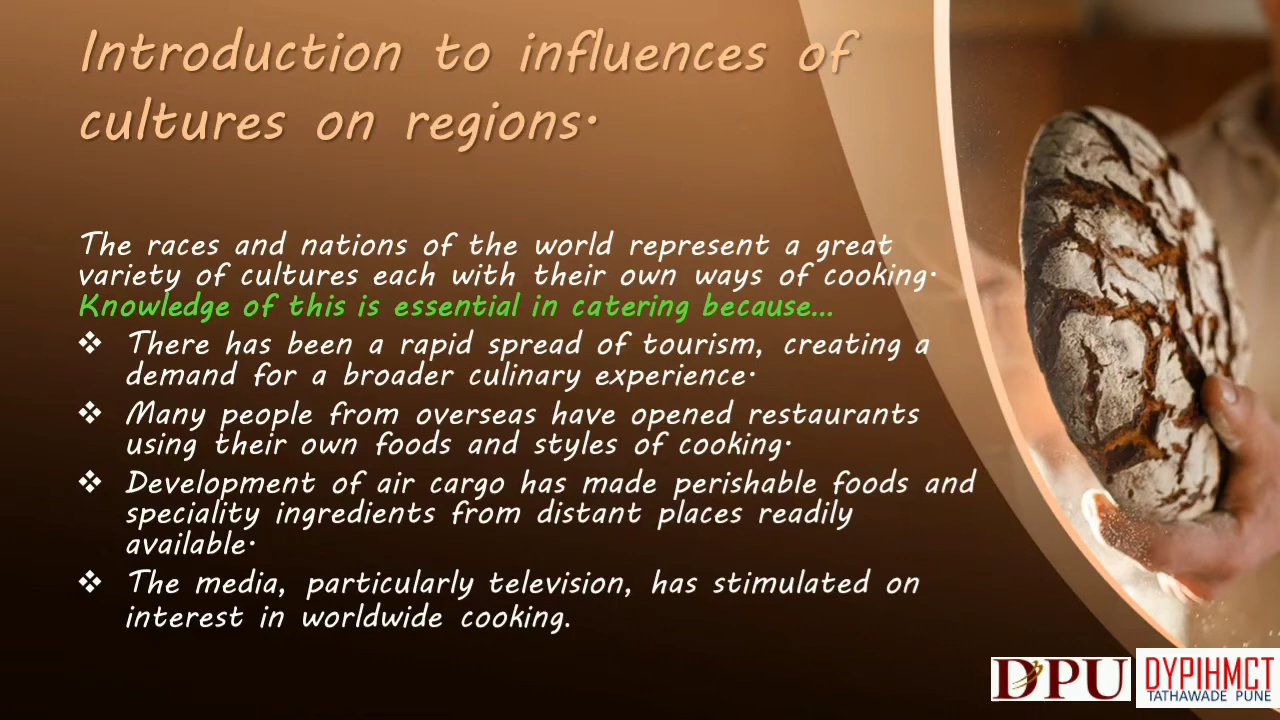 Introduction to influences of
cultures on regions.
The races and nations of the world represent a great
variety of cultures each with their own ways of cooking.
Knowledge of this is essential in catering because...
❖ There has been a rapid spread of tourism, creating a
demand for a broader culinary experience.
❖ Many people from overseas have opened restaurants
using their own foods and styles of cooking.
❖ Development of air cargo has made perishable foods and
speciality ingredients from distant places readily
available.
❖ The media, particularly television, has stimulated on
interest in worldwide cooking.
DPU
DYPIHMCT
TATHAWADE PUNE